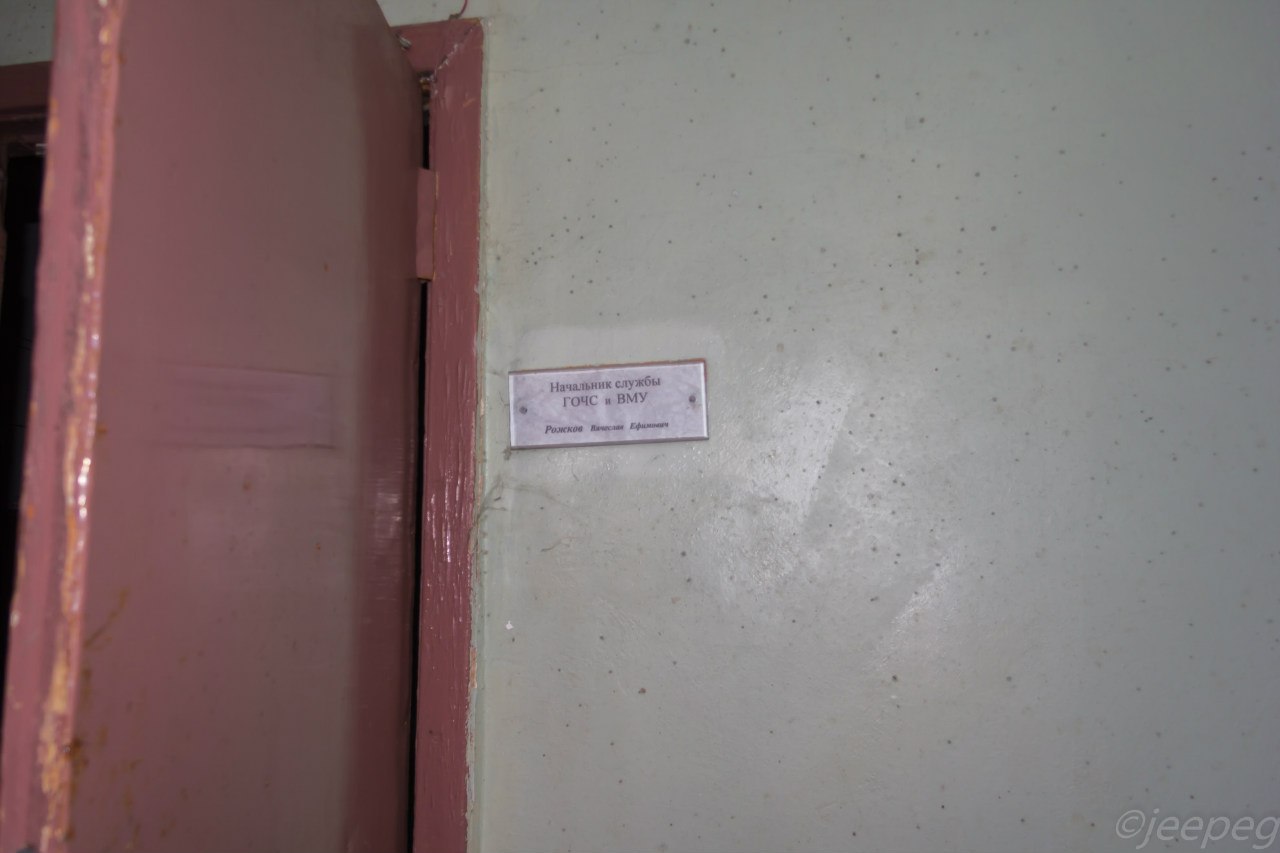 Начальник службы
ГОЧС и ВМУ
Рожков Вячеслав Ефимович
©jeepeg